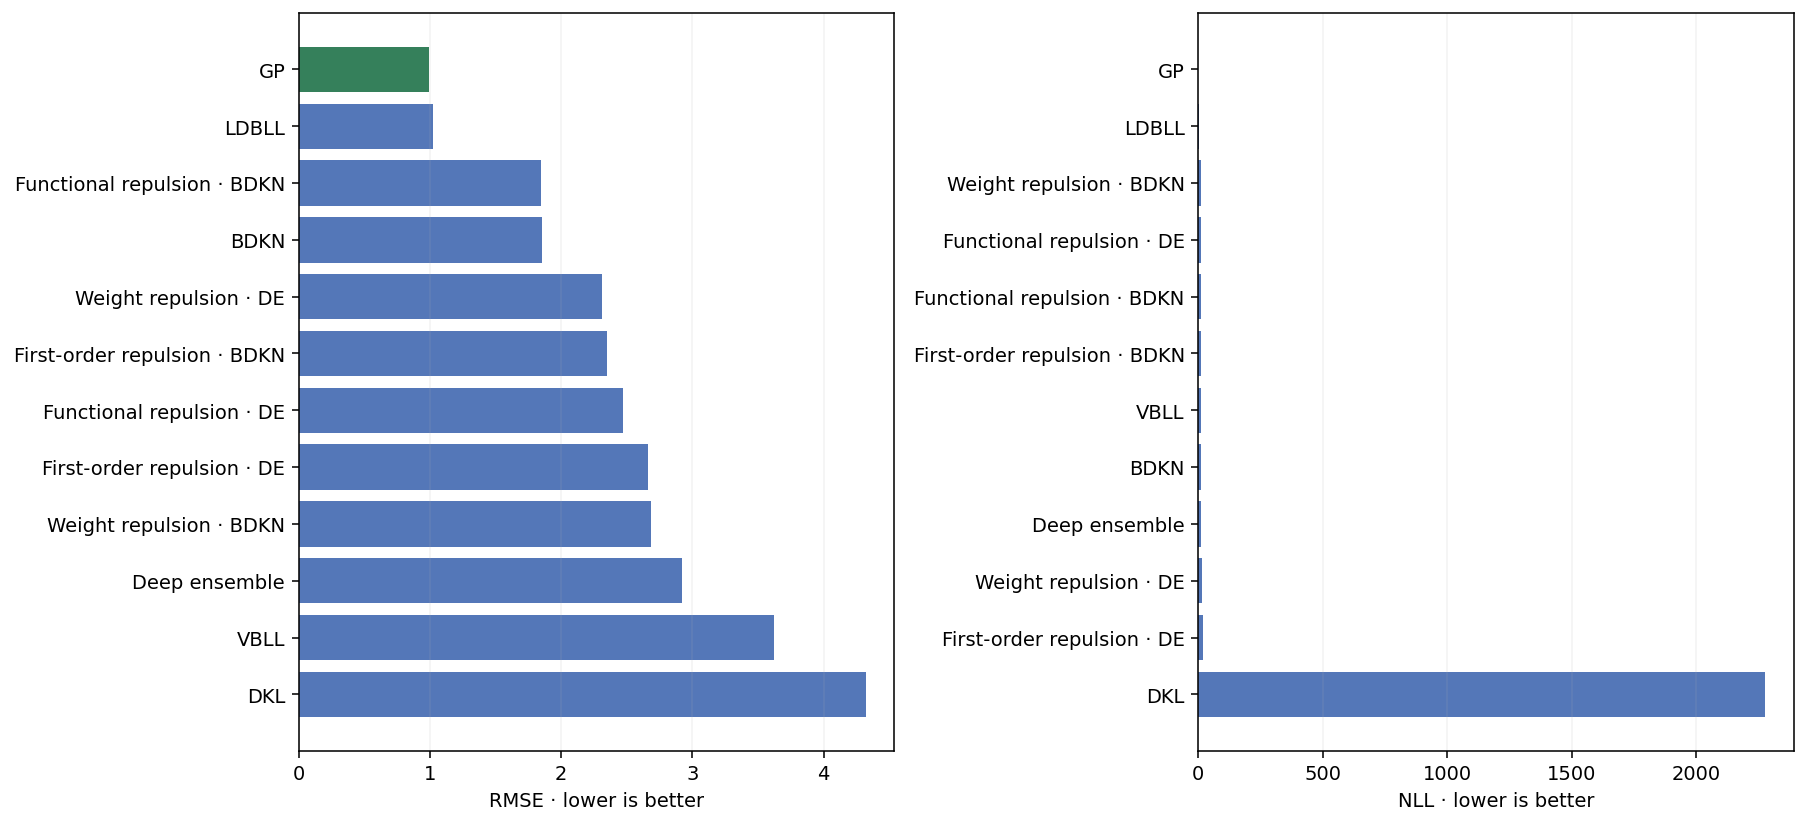 GP
LDBLL
Functional repulsion · BDKN
BDKN
Weight repulsion · DE
First-order repulsion · BDKN
Functional repulsion · DE
First-order repulsion · DE
Weight repulsion · BDKN
Deep ensemble
VBLL
DKL
0 1 2 3 4
RMSE · lower is better
GP
LDBLL
Weight repulsion · BDKN
Functional repulsion · DE
Functional repulsion · BDKN
First-order repulsion · BDKN
VBLL
BDKN
Deep ensemble
Weight repulsion · DE
First-order repulsion · DE
DKL
0 500 1000 1500 2000
NLL · lower is better